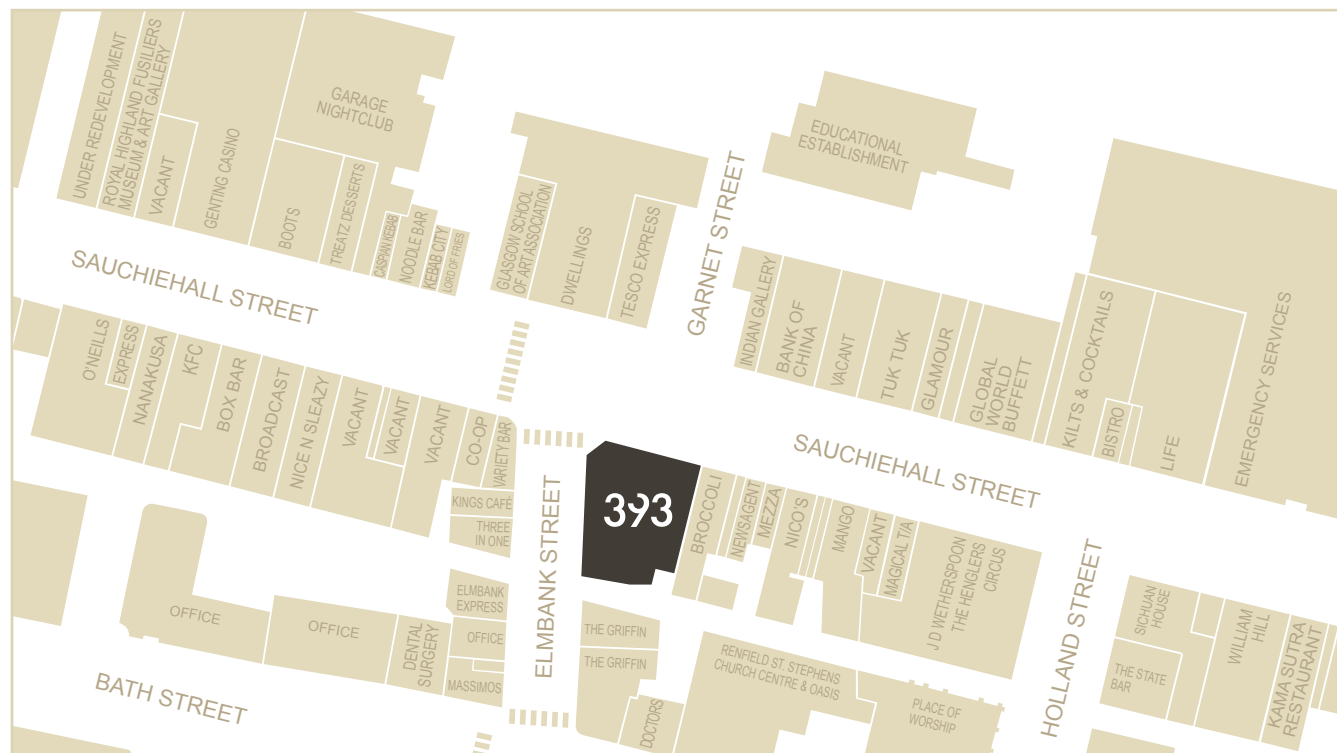 UNDER REDEVELOPMENT
ROYAL HIGHLAND FUSILIERS
MUSEUM & ART GALLERY
VACANT
GENTING CASINO
GARAGE
NIGHTCLUB
BOOTS
TREATZ DESSERTS
CASPIAN KEBAB
NOODLE BAR
KEBAB CITY
LORD OF FRIES
GLASGOW SCHOOL
OF ART ASSOCIATION
DWELLINGS
TESCO EXPRESS
GARNET STREET
EDUCATIONAL
ESTABLISHMENT
INDIAN GALLERY
BANK OF
CHINA
VACANT
TUK TUK
GLAMOUR
GLOBAL
WORLD
BUFFETT
KILTS & COCKTAILS
BISTRO
LIFE
EMERGENCY SERVICES
SAUCHIEHALL STREET
SAUCHIEHALL STREET
O'NEILLS
EXPRESS
NANAKUSA
KFC
BOX BAR
BROADCAST
NICE N SLEAZY
VACANT
VACANT
VACANT
CO-OP
VARIETY BAR
KINGS CAFÉ
THREE
IN ONE
ELMBANK STREET
393
BROCCOLI
NEWSAGENT
MEZZA
NICO'S
MANGO
VACANT
MAGICAL T/A
J D WETHERSPOON
THE HENGLERS
CIRCUS
HOLLAND STREET
SICHUAN
HOUSE
THE STATE
BAR
WILLIAM
HILL
KAMA SUTRA
RESTAURANT
OFFICE
OFFICE
DENTAL
SURGERY
ELMBANK
EXPRESS
OFFICE
MASSIMOS
THE GRIFFIN
THE GRIFFIN
DOCTORS
RENFIELD ST. STEPHENS
CHURCH CENTRE & OASIS
PLACE OF
WORSHIP
BATH STREET